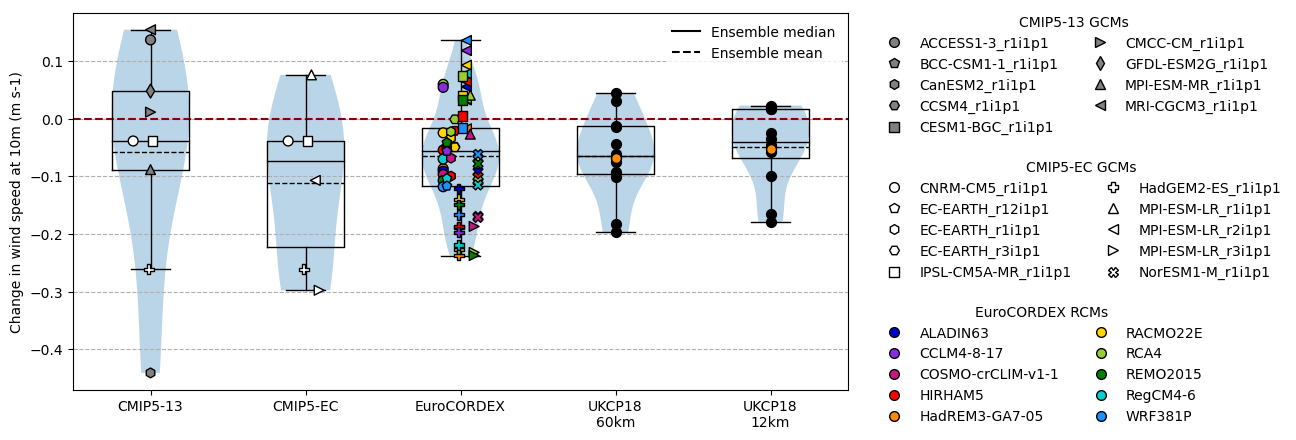 Change in wind speed at 10m (m s-1)
0.1
0.0
−0.1
−0.2
−0.3
−0.4
Ensemble median
Ensemble mean
CMIP5-13
CMIP5-EC
EuroCORDEX
UKCP18
60km
UKCP18
12km
CMIP5-13 GCMs
ACCESS1-3_r1i1p1
BCC-CSM1-1_r1i1p1
CanESM2_r1i1p1
CCSM4_r1i1p1
CESM1-BGC_r1i1p1
CMCC-CM_r1i1p1
GFDL-ESM2G_r1i1p1
MPI-ESM-MR_r1i1p1
MRI-CGCM3_r1i1p1
CMIP5-EC GCMs
CNRM-CM5_r1i1p1
EC-EARTH_r12i1p1
EC-EARTH_r1i1p1
EC-EARTH_r3i1p1
IPSL-CM5A-MR_r1i1p1
HadGEM2-ES_r1i1p1
MPI-ESM-LR_r1i1p1
MPI-ESM-LR_r2i1p1
MPI-ESM-LR_r3i1p1
NorESM1-M_r1i1p1
EuroCORDEX RCMs
ALADIN63
CCLM4-8-17
COSMO-crCLIM-v1-1
HIRHAM5
HadREM3-GA7-05
RACMO22E
RCA4
REMO2015
RegCM4-6
WRF381P